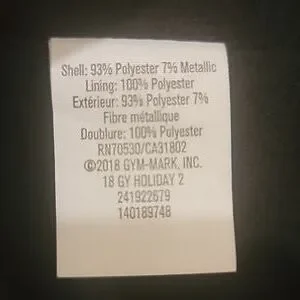 Shell: 93% Polyester 7% Metallic
Lining: 100% Polyester
Extérieur: 93% Polyester 7%
Fibre métallique
Doublure: 100% Polyester
RN70530/CA31802
©2018 GYM-MARK, INC.
18 GY HOLIDAY 2
241922679
140189748